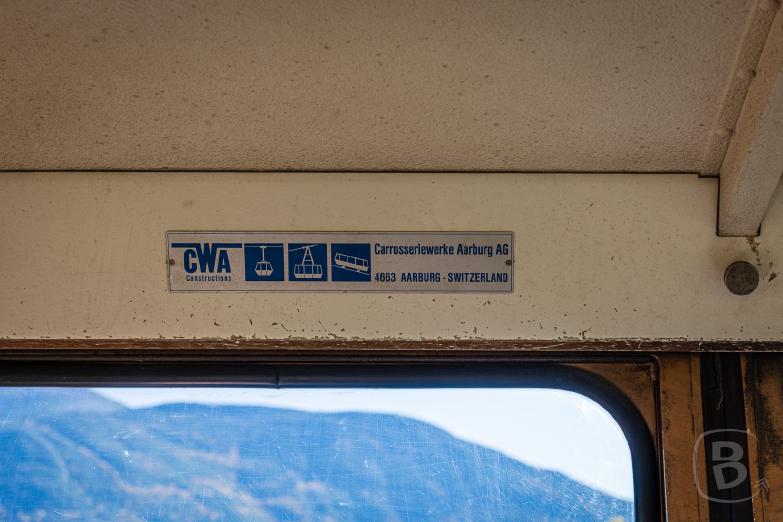 CWA
Constructions
Carrosseriewerke Aarburg AG
4663 AARBURG - SWITZERLAND
B